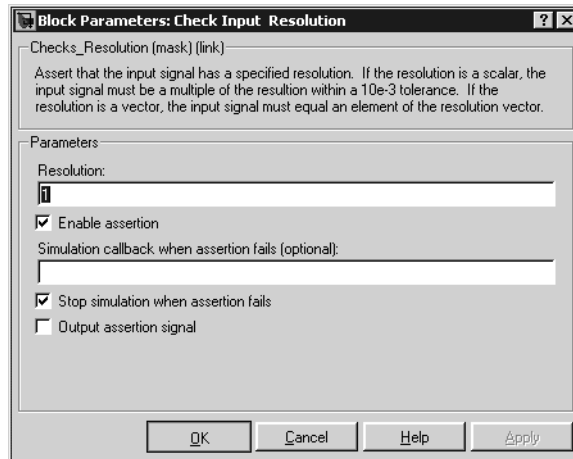 Block Parameters: Check Input Resolution
Checks_Resolution (mask) (link)
Assert that the input signal has a specified resolution. If the resolution is a scalar, the
input signal must be a multiple of the resultion within a 10e-3 tolerance. If the
resolution is a vector, the input signal must equal an element of the resolution vector.
Parameters
Resolution:
1
Enable assertion
Simulation callback when assertion fails (optional):
Stop simulation when assertion fails
Output assertion signal
OK Cancel Help Apply